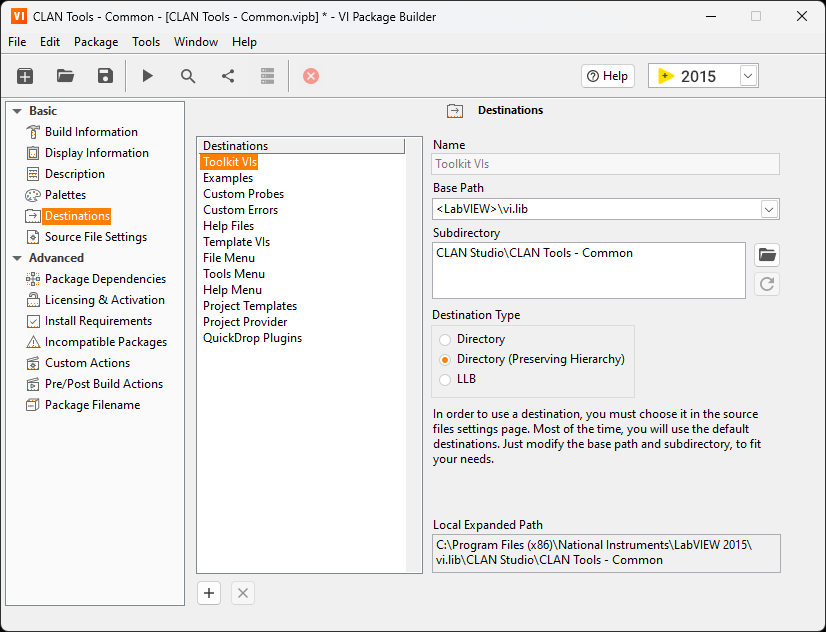 VI CLAN Tools - Common - [CLAN Tools - Common.vipb] * - VI Package Builder
File Edit Package Tools Window Help
Help 2015
Basic
Build Information
Display Information
Description
Palettes
Destinations
Source File Settings
Advanced
Package Dependencies
Licensing & Activation
Install Requirements
Incompatible Packages
Custom Actions
Pre/Post Build Actions
Package Filename
Destinations
Toolkit VIs
Examples
Custom Probes
Custom Errors
Help Files
Template VIs
File Menu
Tools Menu
Help Menu
Project Templates
Project Provider
QuickDrop Plugins
Destinations
Name
Toolkit VIs
Base Path
<LabVIEW>\vi.lib
Subdirectory
CLAN Studio\CLAN Tools - Common
Destination Type
Directory
Directory (Preserving Hierarchy)
LLB
In order to use a destination, you must choose it in the source
files settings page. Most of the time, you will use the default
destinations. Just modify the base path and subdirectory, to fit
your needs.
Local Expanded Path
C:\Program Files (x86)\National Instruments\LabVIEW 2015\
vi.lib\CLAN Studio\CLAN Tools - Common